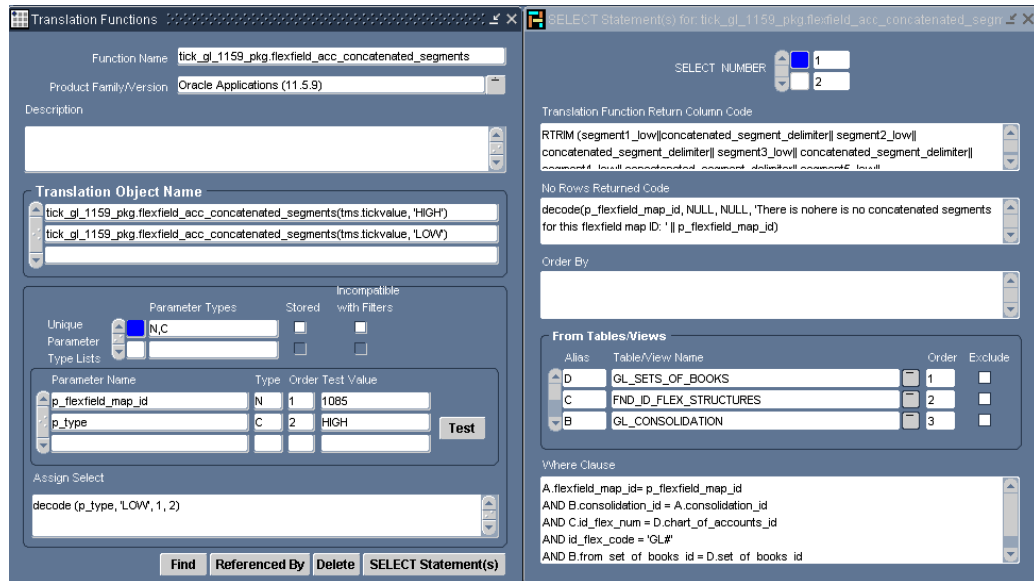 Translation Functions
Function Name tick_gl_1159_pkg.flexfield_acc_concatenated_segments
Product Family/Version Oracle Applications (11.5.9)
Description
Translation Object Name
tick_gl_1159_pkg.flexfield_acc_concatenated_segments(tms.tickvalue, 'HIGH')
tick_gl_1159_pkg.flexfield_acc_concatenated_segments(tms.tickvalue, 'LOW')
Incompatible
Parameter Types Stored with Filters
Unique
Parameter
Type Lists
N,C
Parameter Name Type Order Test Value
p_flexfield_map_id N 1 1085
p_type C 2 HIGH
Test
Assign Select
decode (p_type, 'LOW', 1, 2)
Find Referenced By Delete SELECT Statement(s)
SELECT Statement(s) for: tick_gl_1159_pkg.flexfield_acc_concatenated_segm
SELECT NUMBER 1
2
Translation Function Return Column Code
RTRIM (segment1_low||concatenated_segment_delimiter|| segment2_low||
concatenated_segment_delimiter|| segment3_low|| concatenated_segment_delimiter||
segment4_low|| concatenated_segment_delimiter|| segment5_low||
No Rows Returned Code
decode(p_flexfield_map_id, NULL, NULL, 'There is nohere is no concatenated segments
for this flexfield map ID: ' || p_flexfield_map_id)
Order By
From Tables/Views
Alias Table/View Name Order Exclude
D GL_SETS_OF_BOOKS 1
C FND_ID_FLEX_STRUCTURES 2
B GL_CONSOLIDATION 3
Where Clause
A.flexfield_map_id= p_flexfield_map_id
AND B.consolidation_id = A.consolidation_id
AND C.id_flex_num = D.chart_of_accounts_id
AND id_flex_code = 'GL#'
AND B.from_set_of_books_id = D.set_of_books_id